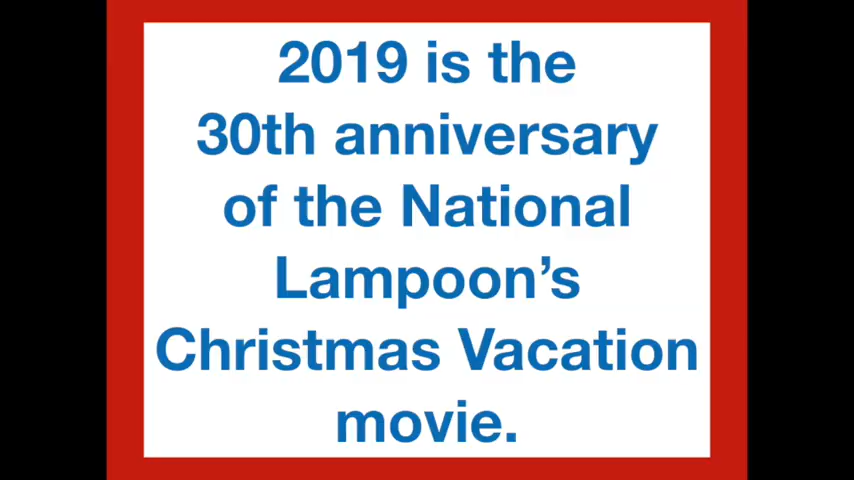 2019 is the
30th anniversary
of the National
Lampoon’s
Christmas Vacation
movie.